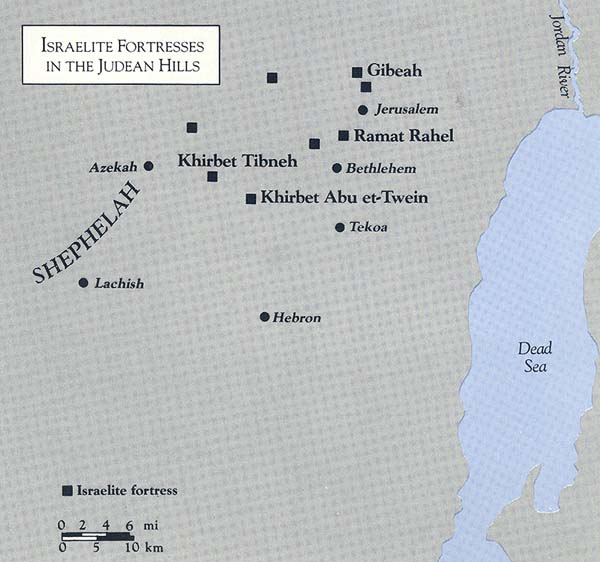 ISRAELITE FORTRESSES
IN THE JUDEAN HILLS
Jordan River
Gibeah
Jerusalem
Ramat Rahel
Khirbet Tibneh
Azekah
Bethlehem
Khirbet Abu et-Twein
SHEPHELAH
Tekoa
Lachish
Hebron
Dead
Sea
Israelite fortress
0 2 4 6 mi
0 5 10 km